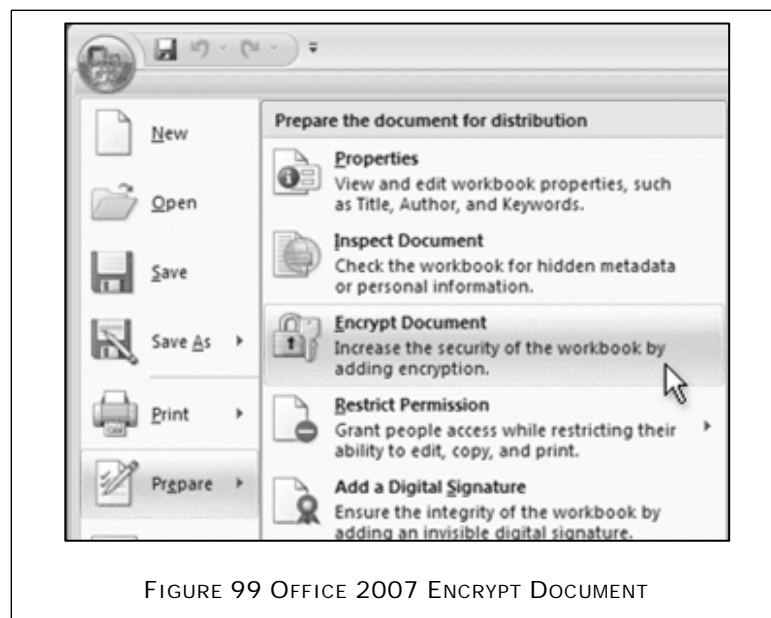 New
Open
Save
Save As
Print
Prepare
Prepare the document for distribution
Properties
View and edit workbook properties, such
as Title, Author, and Keywords.
Inspect Document
Check the workbook for hidden metadata
or personal information.
Encrypt Document
Increase the security of the workbook by
adding encryption.
Restrict Permission
Grant people access while restricting their
ability to edit, copy, and print.
Add a Digital Signature
Ensure the integrity of the workbook by
adding an invisible digital signature.
FIGURE 99 OFFICE 2007 ENCRYPT DOCUMENT